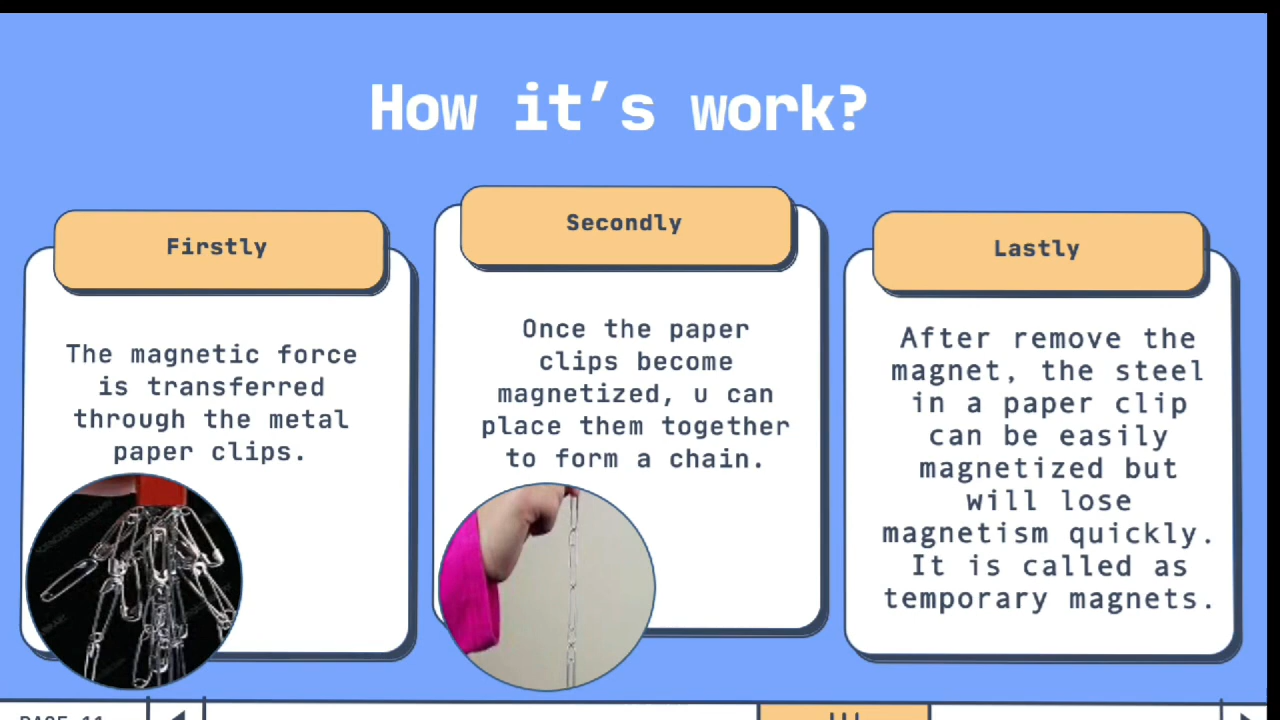 How it's work?
Firstly
The magnetic force
is transferred
through the metal
paper clips.
Secondly
Once the paper
clips become
magnetized, u can
place them together
to form a chain.
Lastly
After remove the
magnet, the steel
in a paper clip
can be easily
magnetized but
will lose
magnetism quickly.
It is called as
temporary magnets.
PAGE 11